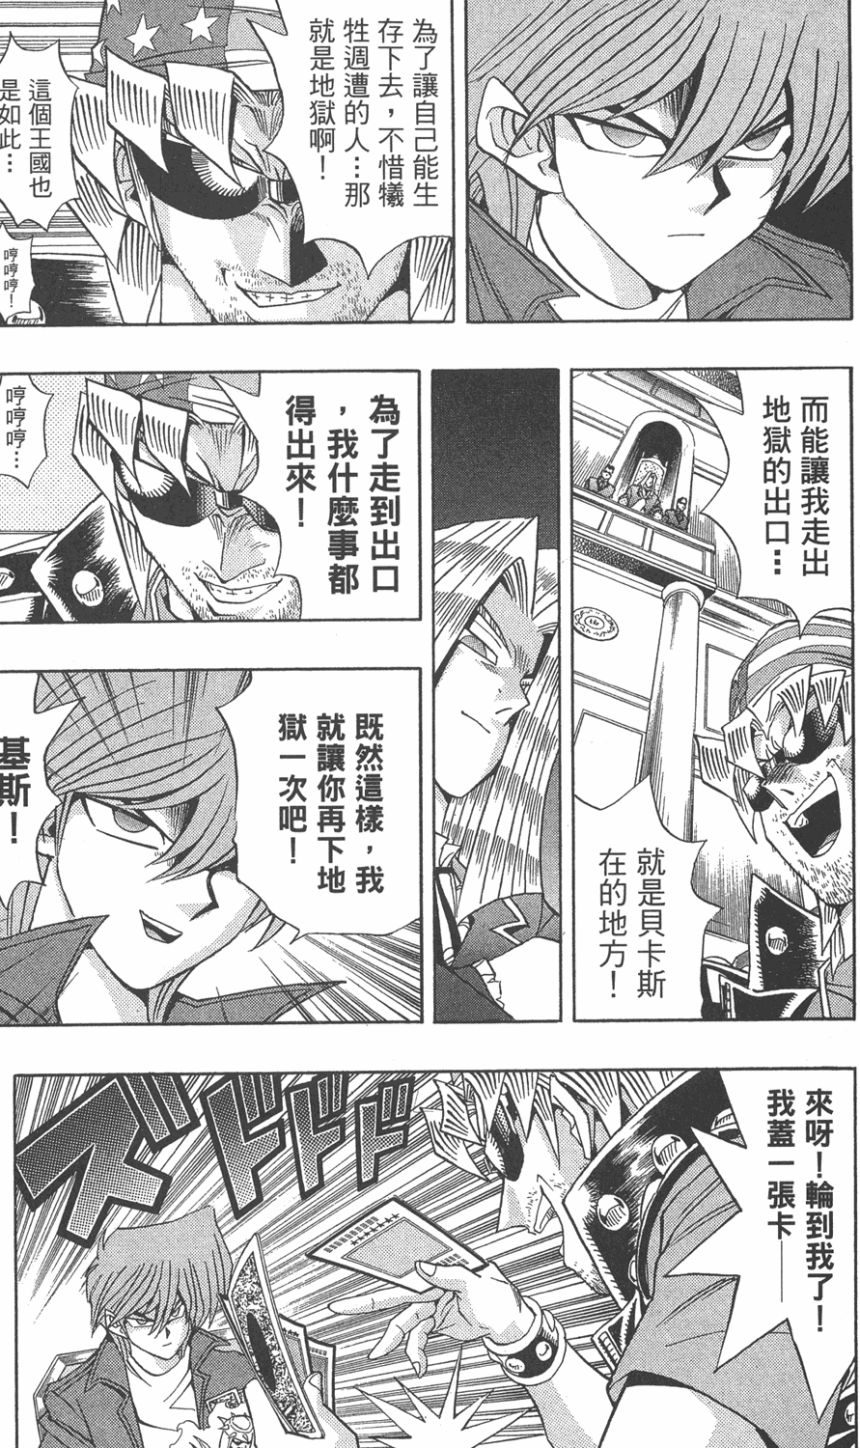 為了讓自己能生
存下去，不惜犧
牲週遭的人…那
就是地獄啊！
這個王國也
是如此…
哼哼哼！
而能讓我走出
地獄的出口…
就是貝卡斯
在的地方！
為了走到出口
，我什麼事都
得出來！
哼哼哼…
既然這樣，我
就讓你再下地
獄一次吧！
基斯！
來呀！輪到我了！
我蓋一張卡——
ドドドド